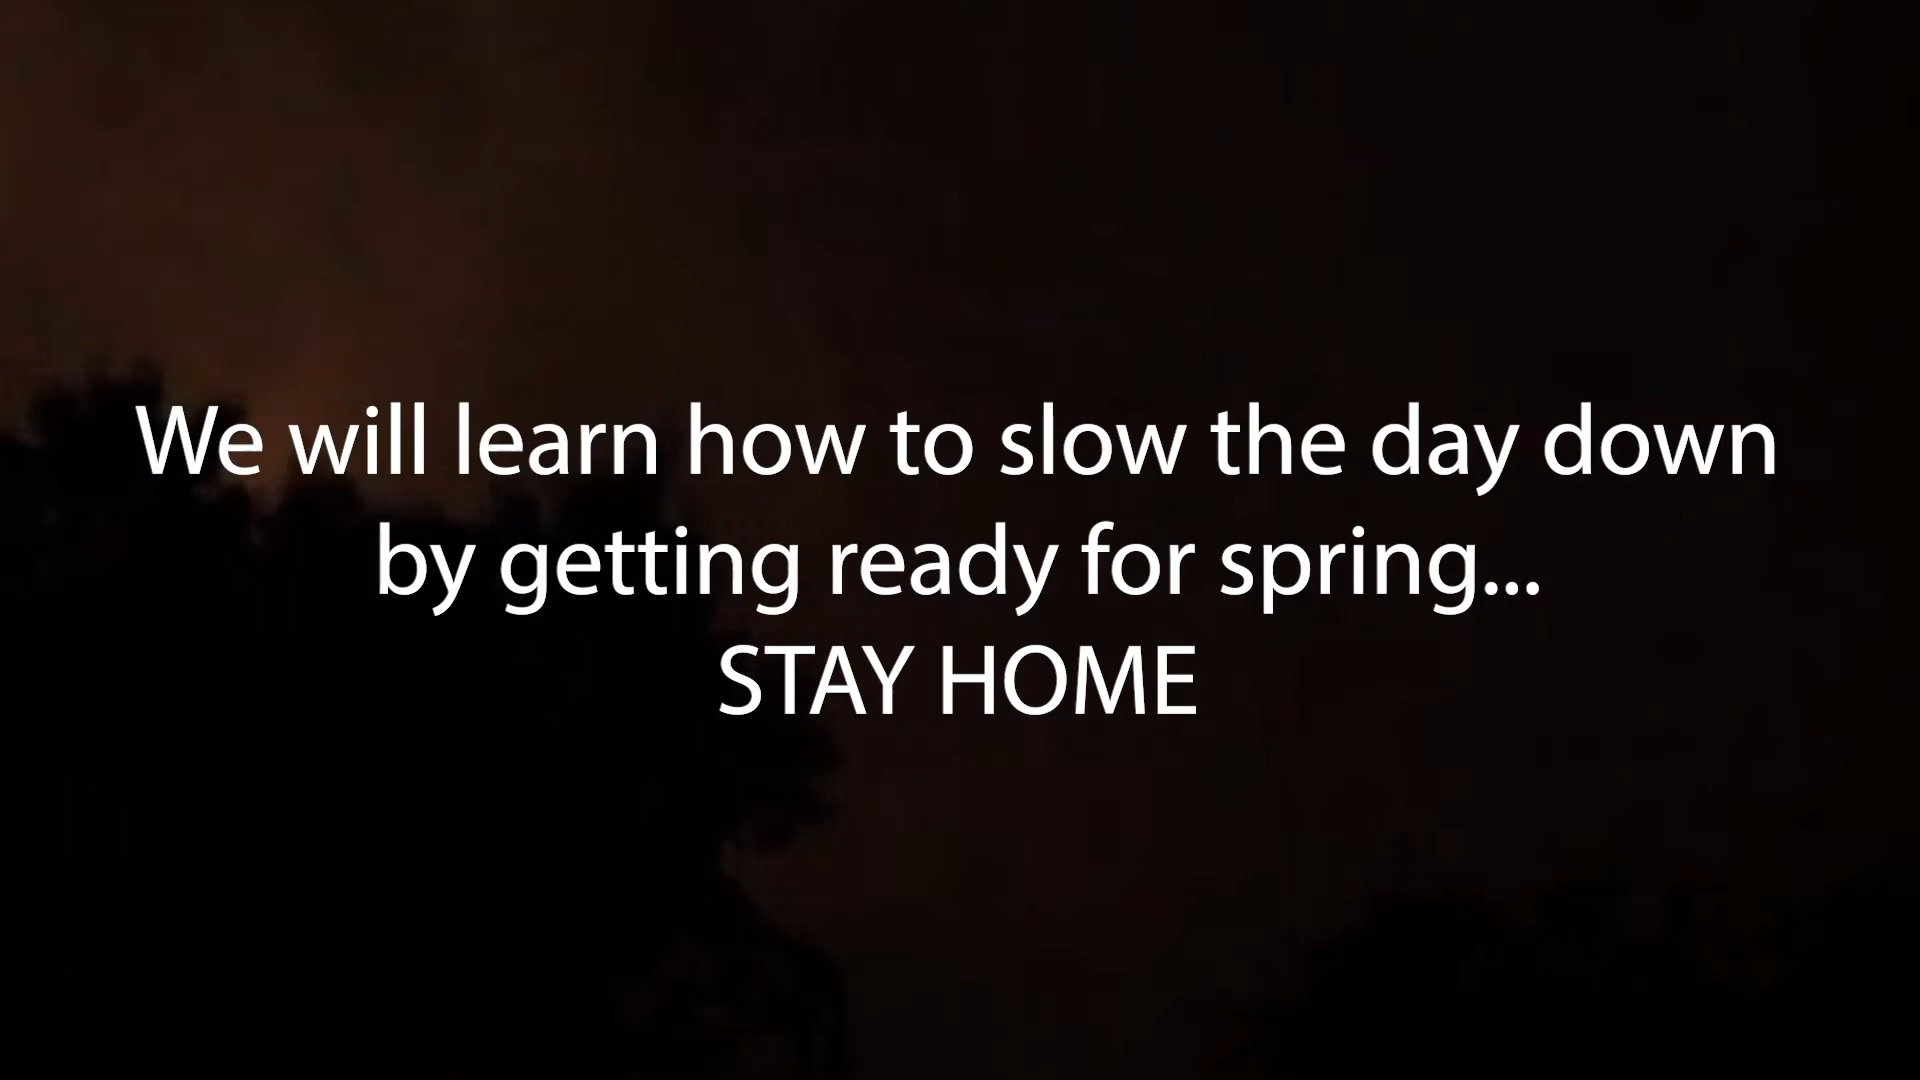 We will learn how to slow the day down
by getting ready for spring...
STAY HOME